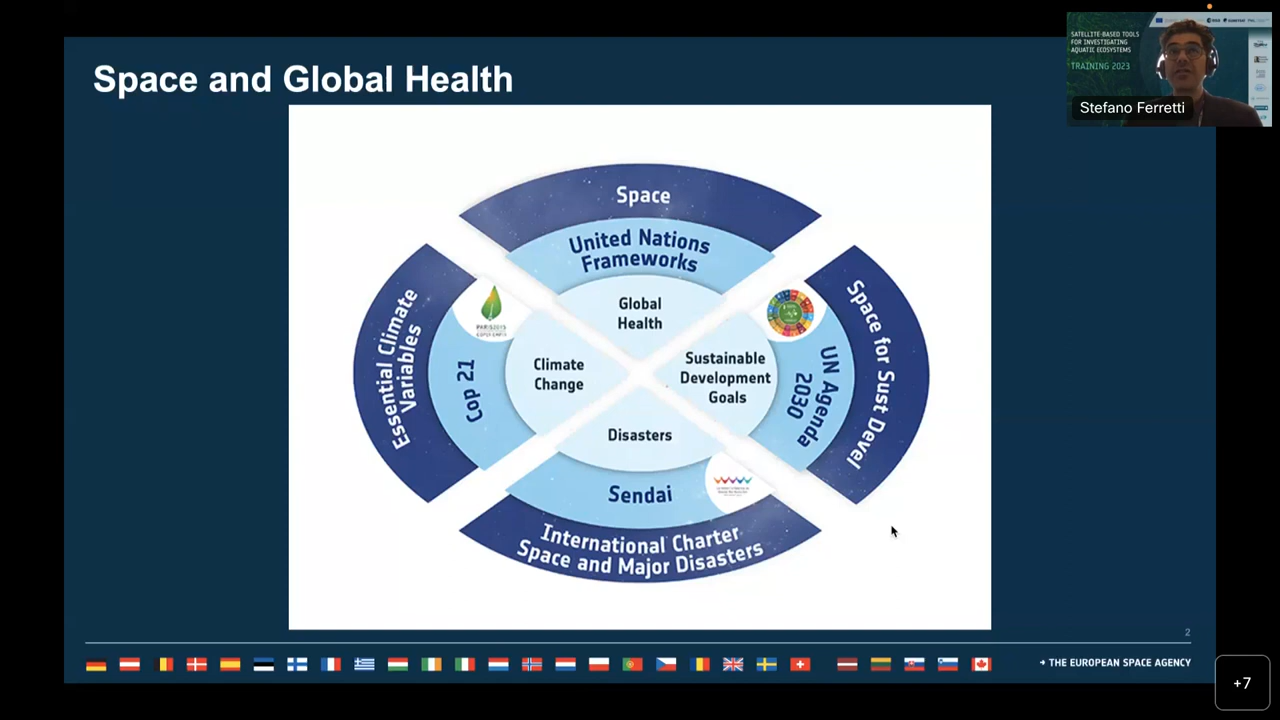 Space and Global Health
SATELLITE-BASED TOOLS
FOR INVESTIGATING
AQUATIC ECOSYSTEMS
TRAINING 2023
Stefano Ferretti
Space
United Nations
Frameworks
Global
Health
Essential Climate
Variables
Cop 21
PARIS2015
Climate
Change
Sustainable
Development
Goals
UN Agenda
2030
Space for Sust Devel
Disasters
Sendai
International Charter
Space and Major Disasters
2
→ THE EUROPEAN SPACE AGENCY
+7